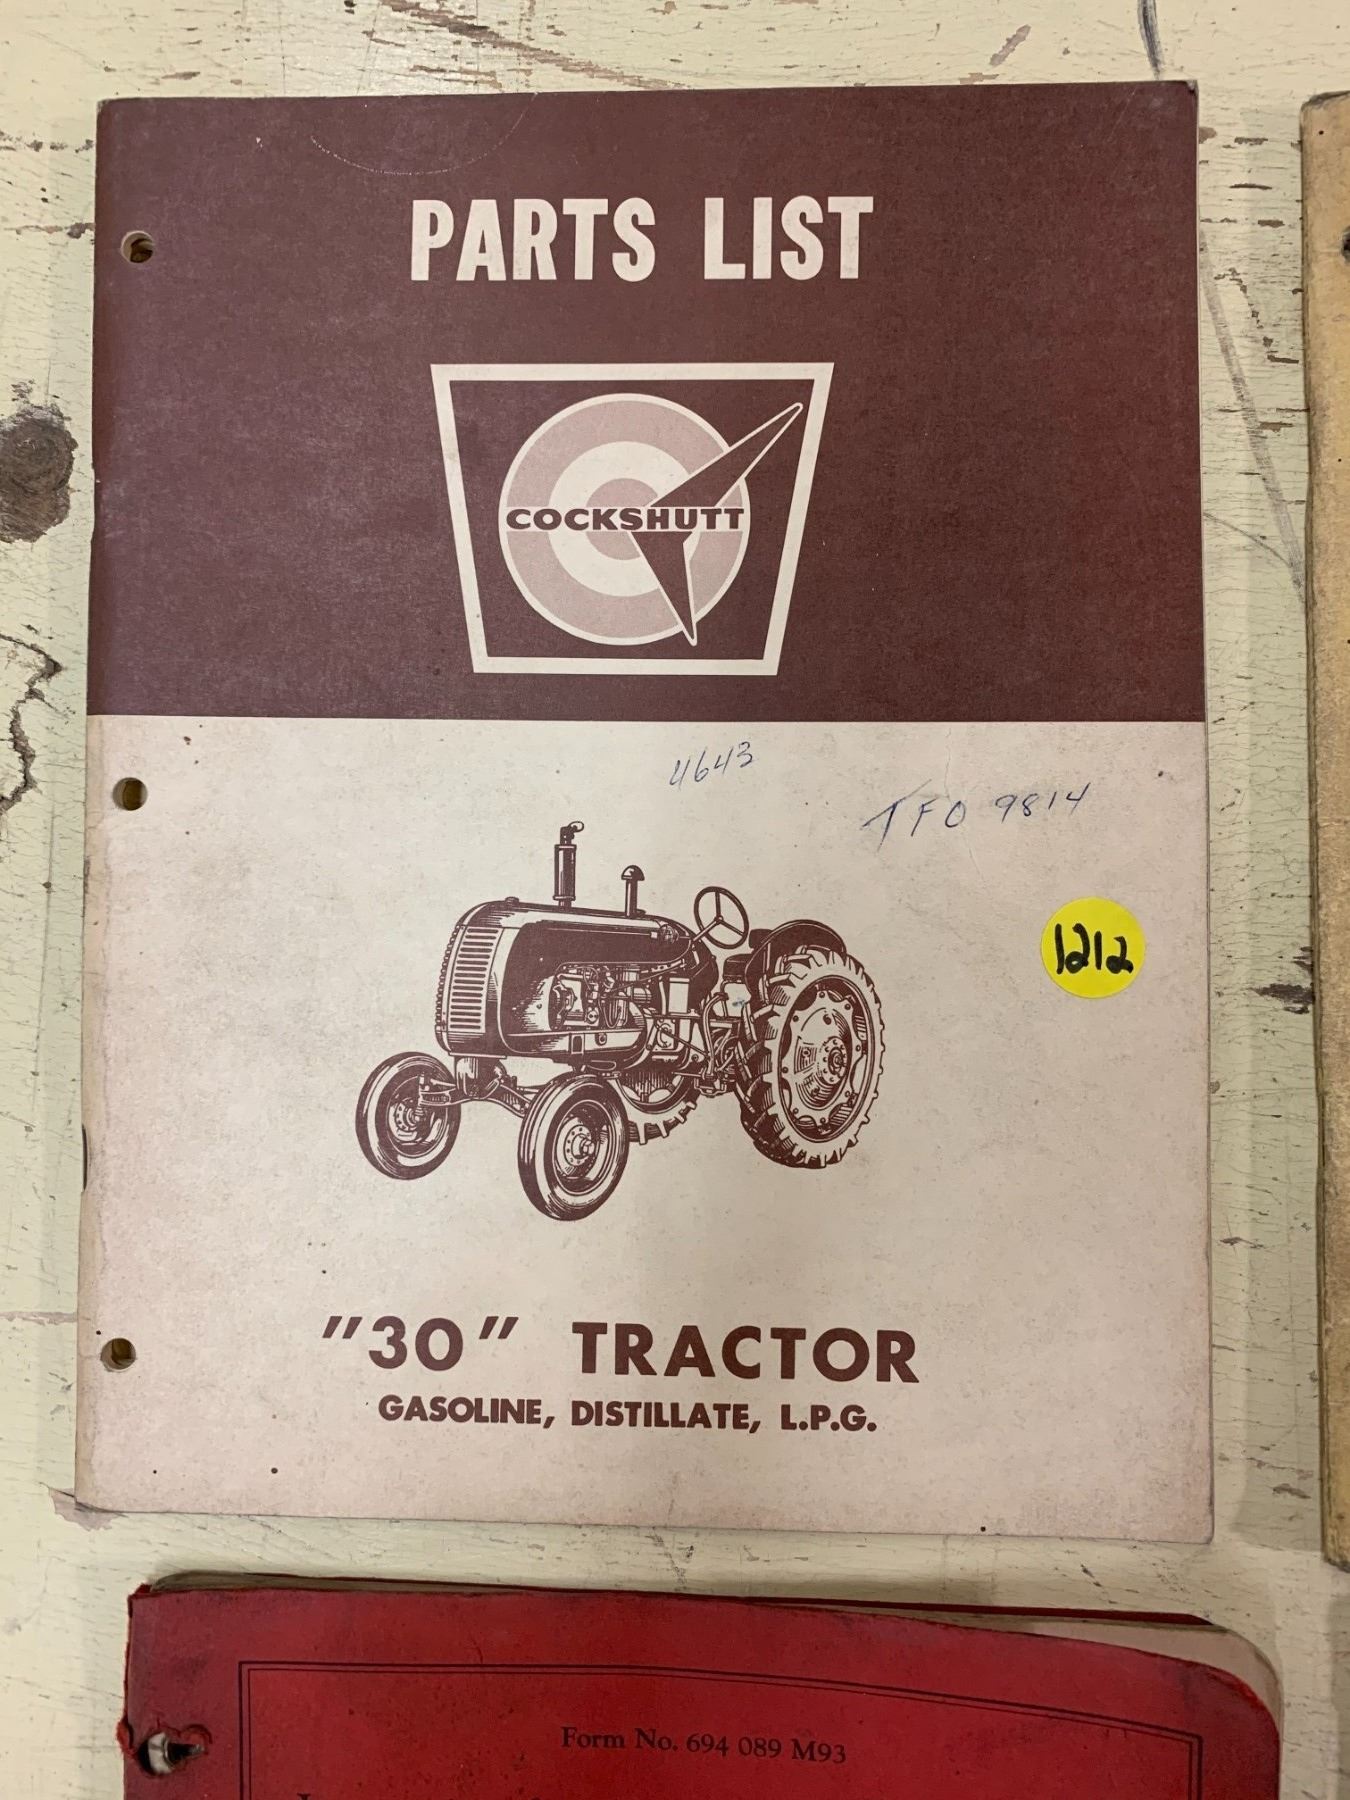 PARTS LIST
COCKSHUTT
4643
TFO 9814
1212
"30" TRACTOR
GASOLINE, DISTILLATE, L.P.G.
Form No. 694 089 M93